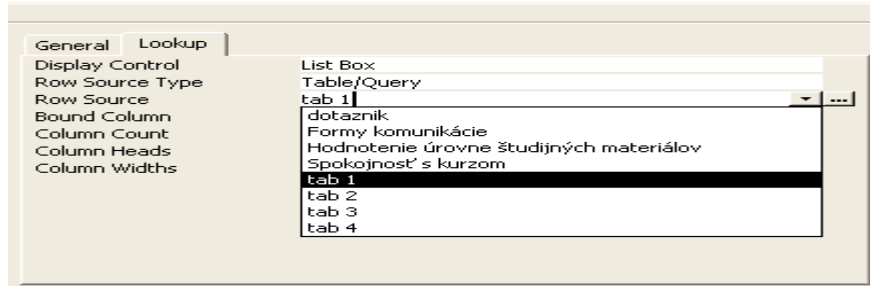 General Lookup
Display Control List Box
Row Source Type Table/Query
Row Source tab 1 ...
Bound Column dotaznik
Column Count Formy komunikácie
Column Heads Hodnotenie úrovne študijných materiálov
Column Widths Spokojnosť s kurzom
tab 1
tab 2
tab 3
tab 4